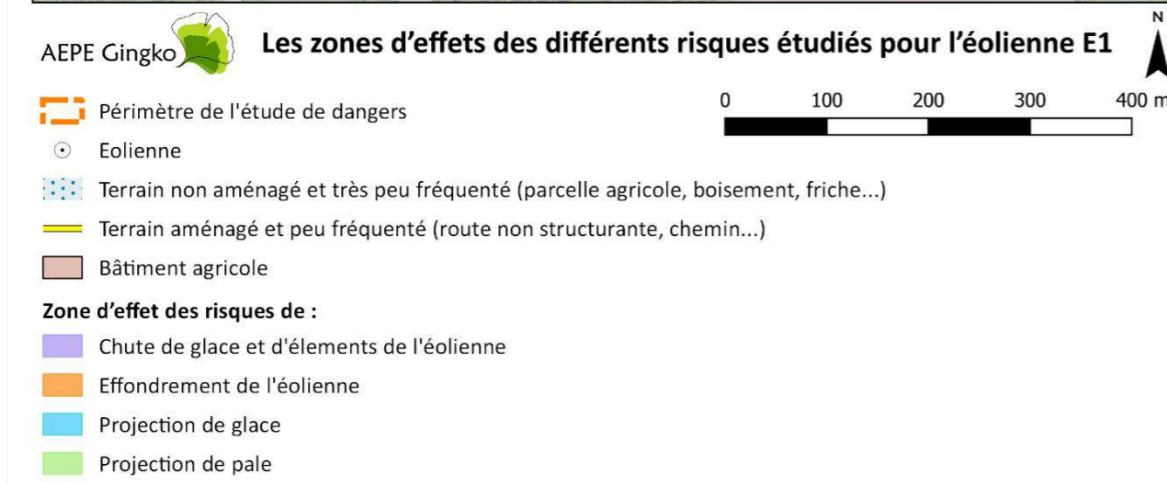 AEPE Gingko
Les zones d'effets des différents risques étudiés pour l'éolienne E1
N
0 100 200 300 400 m
Périmètre de l'étude de dangers
Eolienne
Terrain non aménagé et très peu fréquenté (parcelle agricole, boisement, friche...)
Terrain aménagé et peu fréquenté (route non structurante, chemin...)
Bâtiment agricole
Zone d'effet des risques de :
Chute de glace et d'élements de l'éolienne
Effondrement de l'éolienne
Projection de glace
Projection de pale